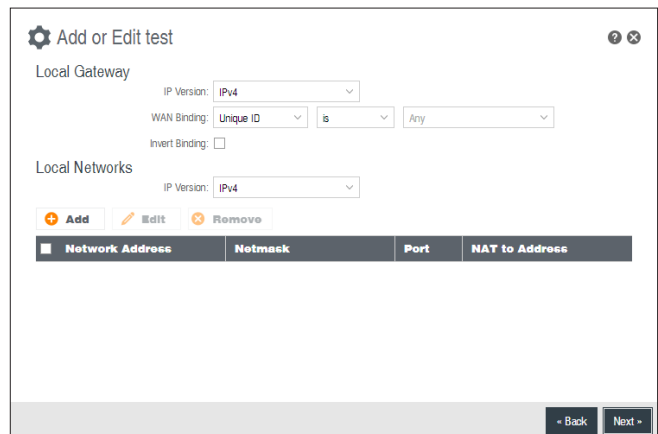 Add or Edit test
Local Gateway
IP Version: IPv4
WAN Binding: Unique ID is Any
Invert Binding:
Local Networks
IP Version: IPv4
Add Edit Remove
Network Address Netmask Port NAT to Address
« Back Next »